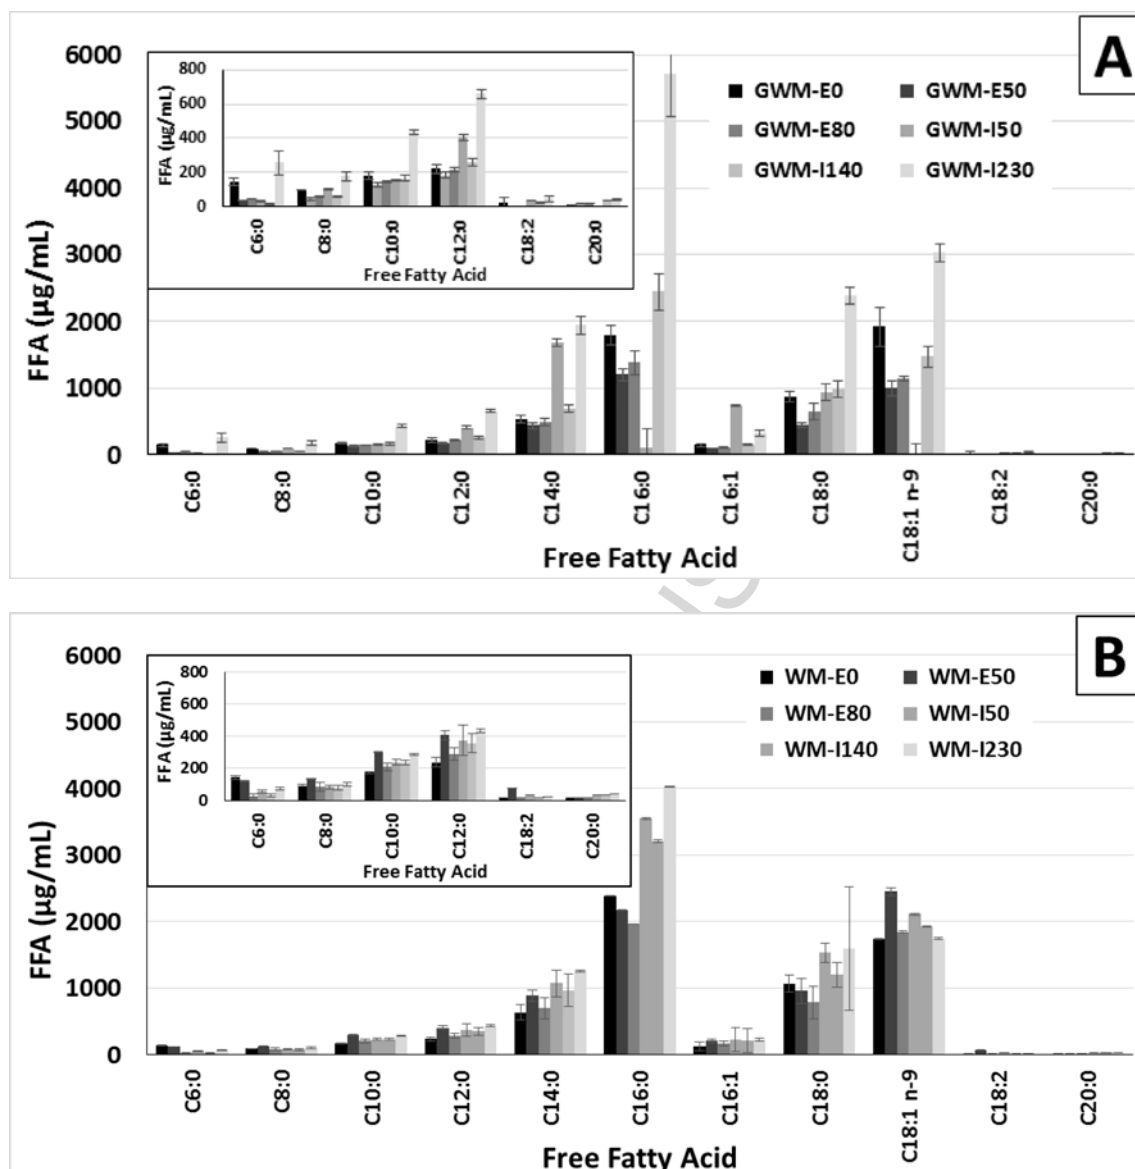 A
6000
5000
4000
3000
2000
1000
0
FFA (µg/mL)
800
600
400
200
0
FFA (µg/mL)
C6:0
C8:0
C10:0
C12:0
C18:2
C20:0
Free Fatty Acid
GWM-E0
GWM-E50
GWM-E80
GWM-I50
GWM-I140
GWM-I230
C6:0
C8:0
C10:0
C12:0
C14:0
C16:0
C16:1
C18:0
C18:1 n-9
C18:2
C20:0
Free Fatty Acid
B
6000
5000
4000
3000
2000
1000
0
FFA (µg/mL)
800
600
400
200
0
FFA (µg/mL)
C6:0
C8:0
C10:0
C12:0
C18:2
C20:0
Free Fatty Acid
WM-E0
WM-E50
WM-E80
WM-I50
WM-I140
WM-I230
C6:0
C8:0
C10:0
C12:0
C14:0
C16:0
C16:1
C18:0
C18:1 n-9
C18:2
C20:0
Free Fatty Acid